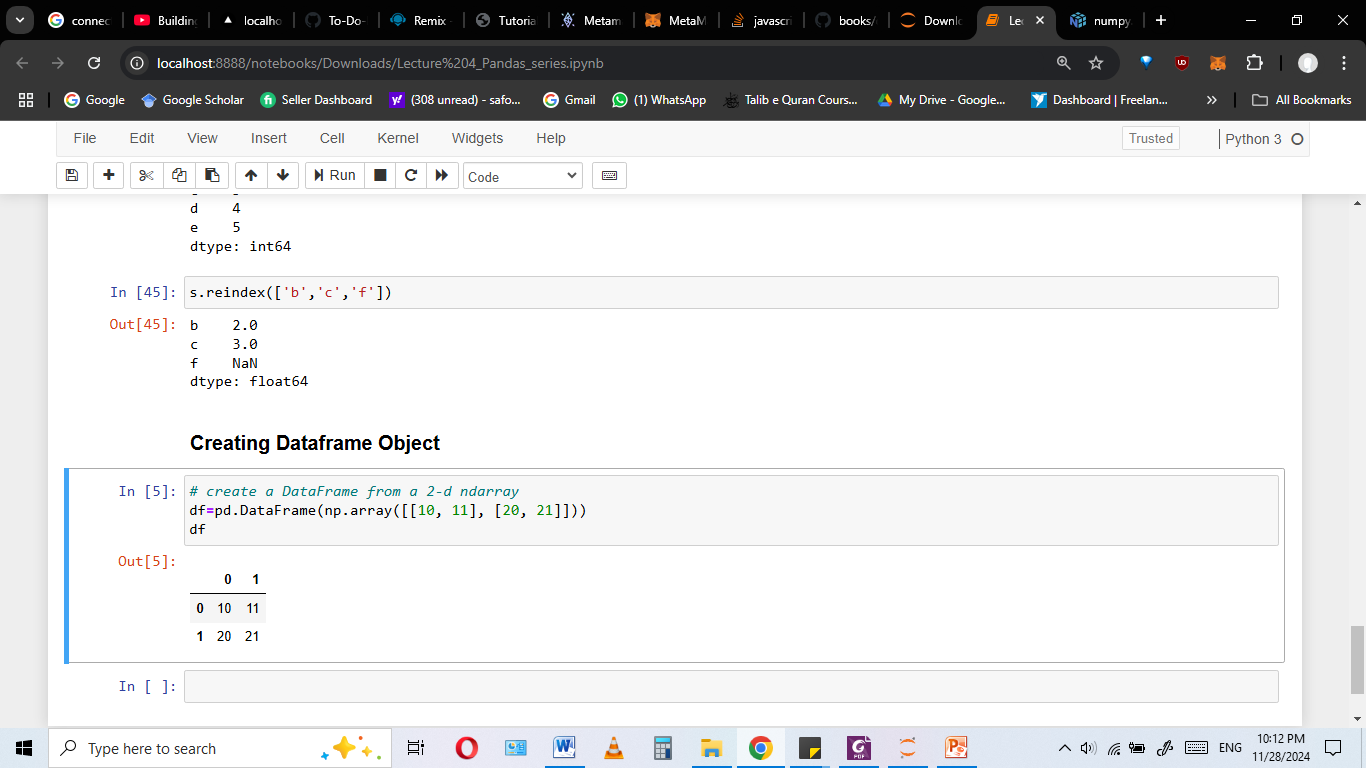 connec
Building
localho
To-Do-
Remix
Tutoria
Metam
MetaM
javascri
books/
Downlo
Lec
numpy.
localhost:8888/notebooks/Downloads/Lecture%204_Pandas_series.ipynb
Google
Google Scholar
Seller Dashboard
(308 unread) - safo...
Gmail
(1) WhatsApp
Talib e Quran Cours...
My Drive - Google...
Dashboard | Freelan...
»
All Bookmarks
File Edit View Insert Cell Kernel Widgets Help
Trusted
Python 3
Run
Code
d 4
e 5
dtype: int64
In [45]: s.reindex(['b','c','f'])
Out[45]: b 2.0
c 3.0
f NaN
dtype: float64
Creating Dataframe Object
In [5]: # create a DataFrame from a 2-d ndarray
df=pd.DataFrame(np.array([[10, 11], [20, 21]]))
df
Out[5]:
0 1
0 10 11
1 20 21
In [ ]:
Type here to search
ENG
10:12 PM
11/28/2024